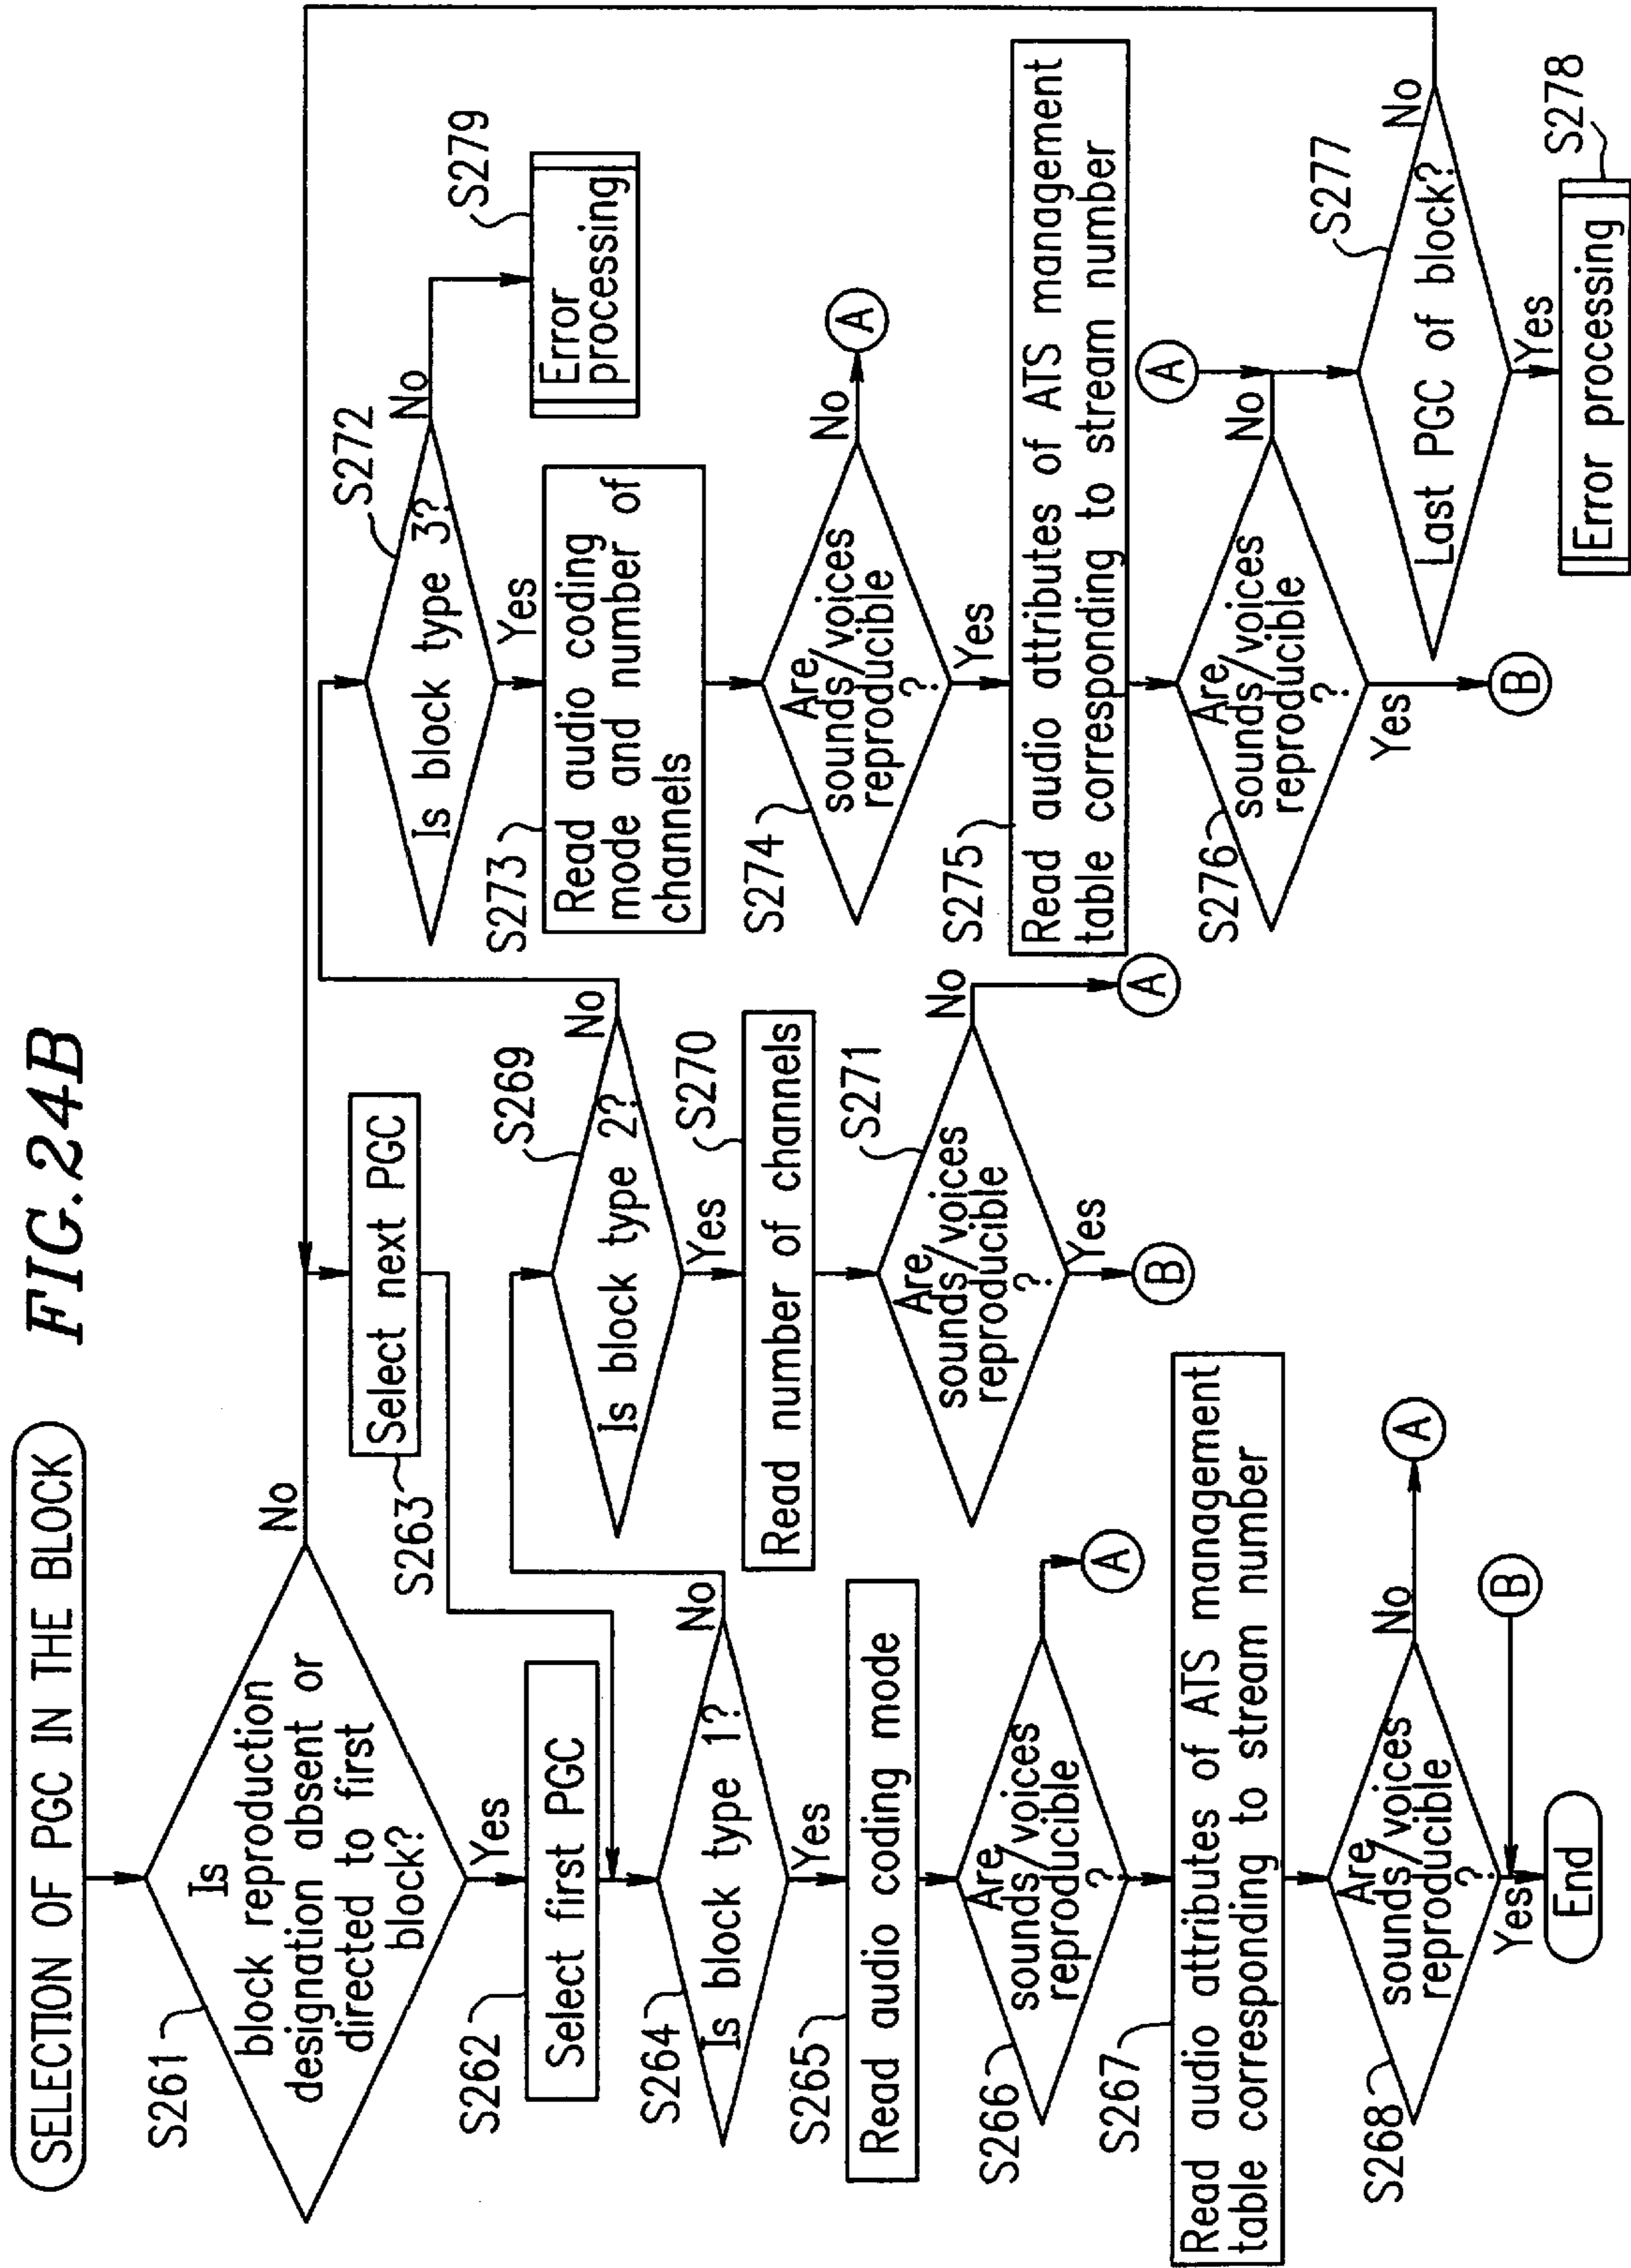 FIG.24B
SELECTION OF PGC IN THE BLOCK
S261
Is
block reproduction
designation absent or
directed to first
block?
No
Yes
S262
Select first PGC
S263
Select next PGC
S264
Is block type 1?
No
Yes
S265
Read audio coding mode
S266
Are
sounds/voices
reproducible
?
A
S267
Read audio attributes of ATS management
table corresponding to stream number
S268
Are
sounds/voices
reproducible
?
No
A
Yes
B
End
S269
Is block type 2?
No
Yes
S270
Read number of channels
S271
Are
sounds/voices
reproducible
?
No
A
Yes
B
S272
Is block type 3?
No
S279
Error
processing
Yes
S273
Read audio coding
mode and number of
channels
S274
Are
sounds/voices
reproducible
?
No
A
Yes
S275
Read audio attributes of ATS management
table corresponding to stream number
S276
Are
sounds/voices
reproducible
?
No
Yes
B
A
S277
Last PGC of block?
No
Yes
S278
Error processing